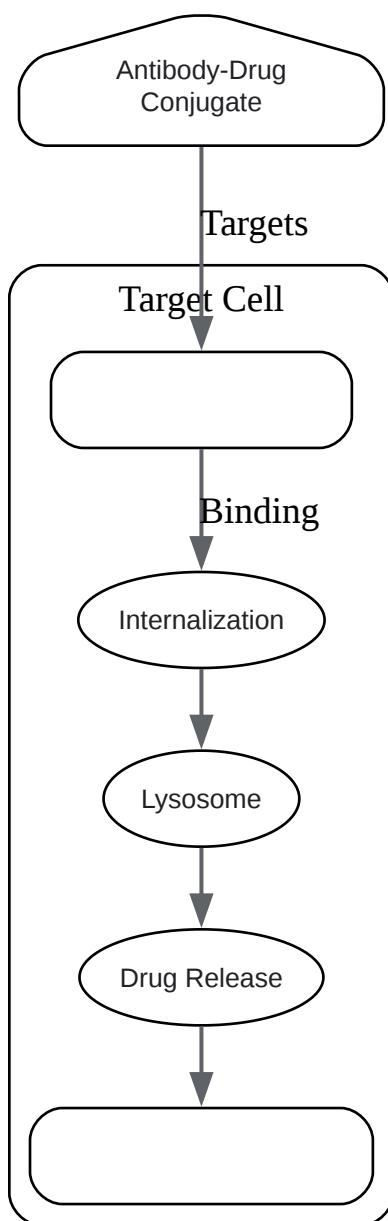 Antibody-Drug
Conjugate
Targets
Target Cell
Binding
Internalization
Lysosome
Drug Release